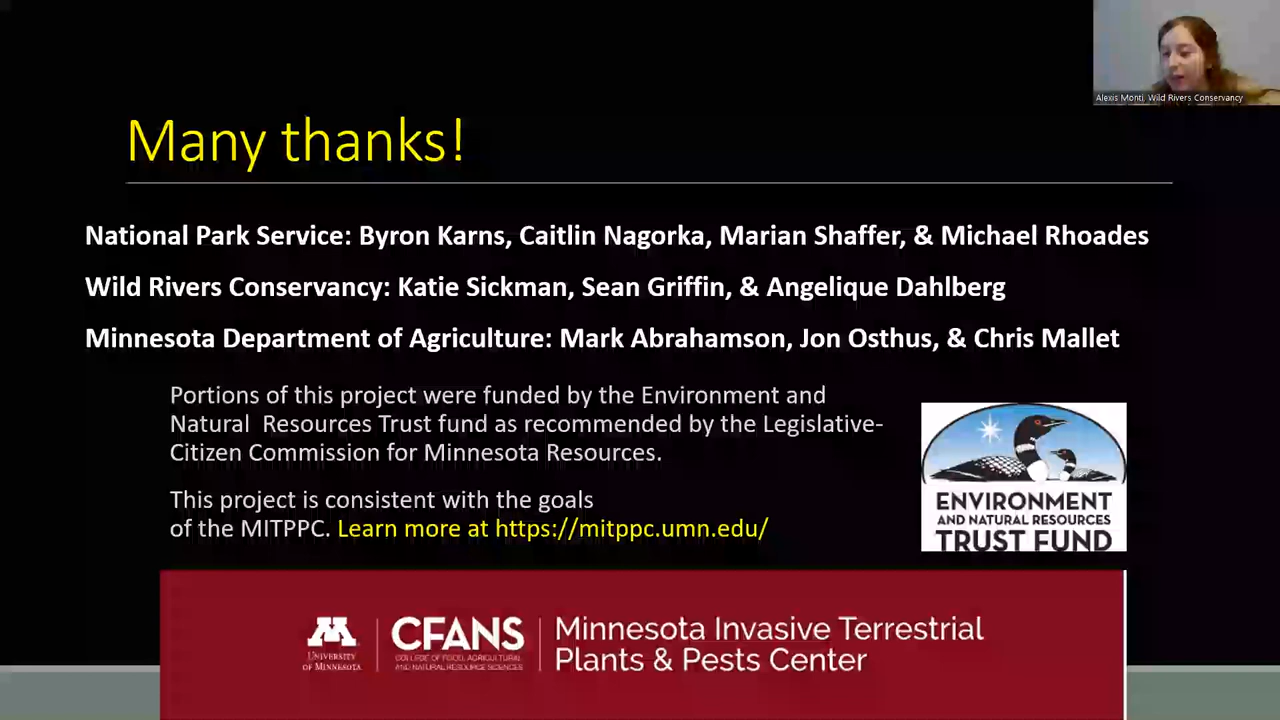 Alexis Monti, Wild Rivers Conservancy
Many thanks!
National Park Service: Byron Karns, Caitlin Nagorka, Marian Shaffer, & Michael Rhoades
Wild Rivers Conservancy: Katie Sickman, Sean Griffin, & Angelique Dahlberg
Minnesota Department of Agriculture: Mark Abrahamson, Jon Osthus, & Chris Mallet
Portions of this project were funded by the Environment and
Natural  Resources Trust fund as recommended by the Legislative-
Citizen Commission for Minnesota Resources.
This project is consistent with the goals
of the MITPPC. Learn more at https://mitppc.umn.edu/
ENVIRONMENT
AND NATURAL RESOURCES
TRUST FUND
M
UNIVERSITY
OF MINNESOTA
CFANS
COLLEGE OF FOOD, AGRICULTURAL
AND NATURAL RESOURCE SCIENCES
Minnesota Invasive Terrestrial
Plants & Pests Center